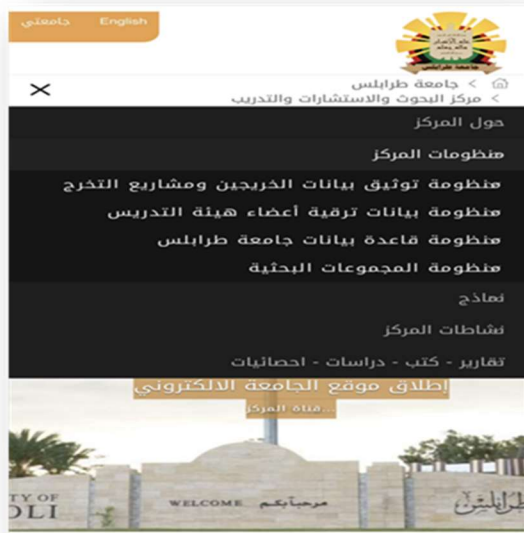 English جامعتي
جامعة طرابلس
> جامعة طرابلس
> مركز البحوث والاستشارات والتدريب
حول المركز
منظومات المركز
منظومة توثيق بيانات الخريجين ومشاريع التخرج
منظومة بيانات ترقية أعضاء هيئة التدريس
منظومة قاعدة بيانات جامعة طرابلس
منظومة المجموعات البحثية
نماذج
نشاطات المركز
تقارير - كتب - دراسات - احصائيات
إطلاق موقع الجامعة الالكتروني
قناة المركز...
TY OF
OLI
WELCOME مرحباً بكم
طرابلس